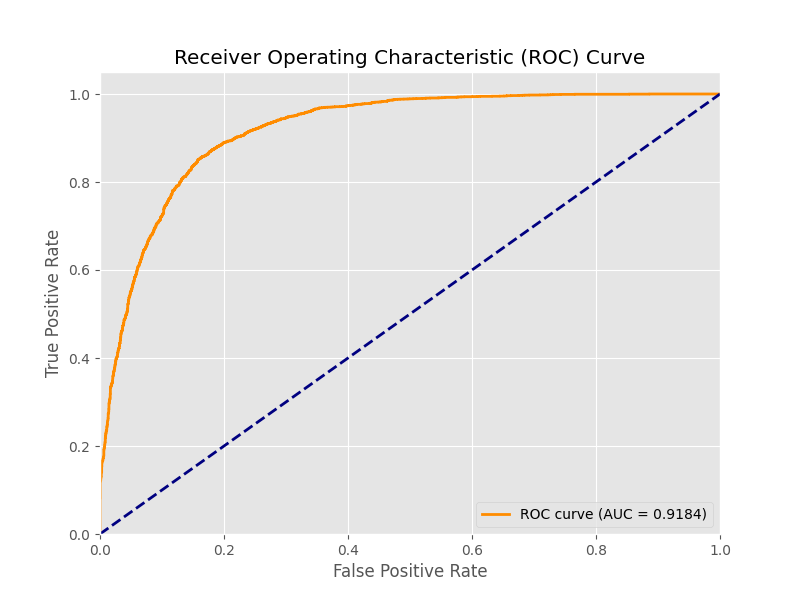 Receiver Operating Characteristic (ROC) Curve
1.0
0.8
0.6
0.4
0.2
0.0
True Positive Rate
ROC curve (AUC = 0.9184)
0.0 0.2 0.4 0.6 0.8 1.0
False Positive Rate